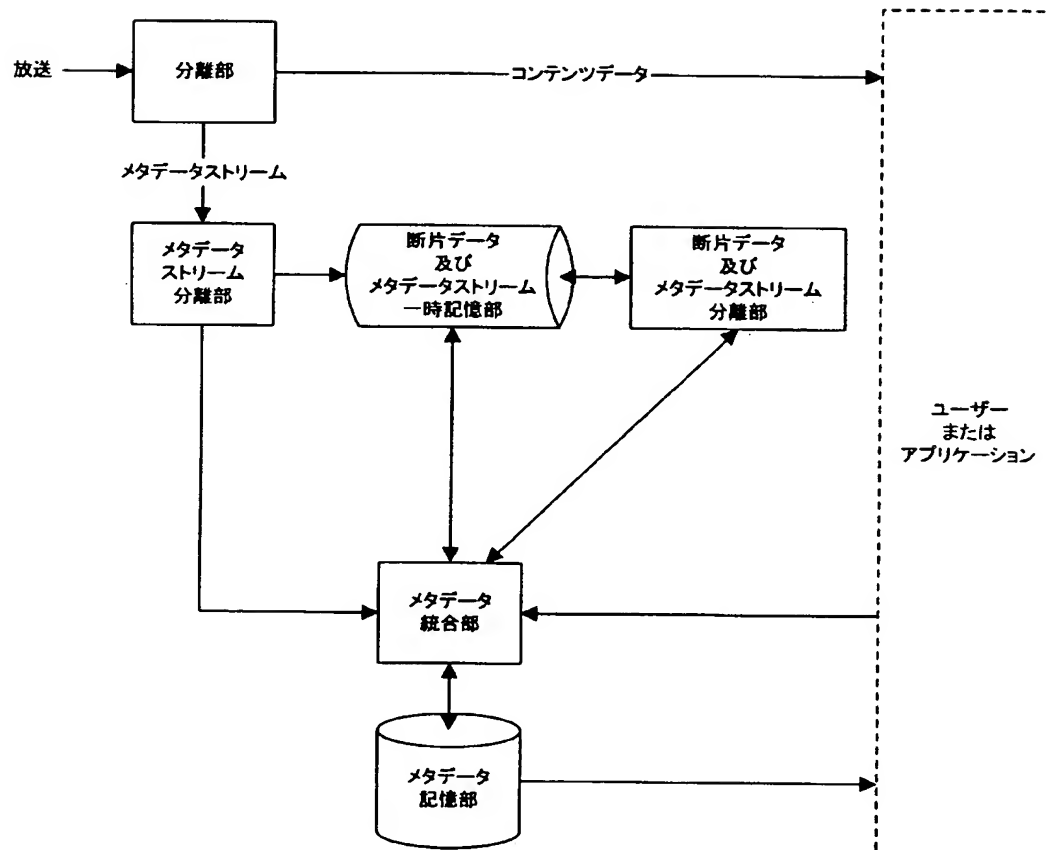 放送
分離部
コンテンツデータ
メタデータストリーム
メタデータ
ストリーム
分離部
断片データ
及び
メタデータストリーム
一時記憶部
断片データ
及び
メタデータストリーム
分離部
ユーザー
または
アプリケーション
メタデータ
統合部
メタデータ
記憶部